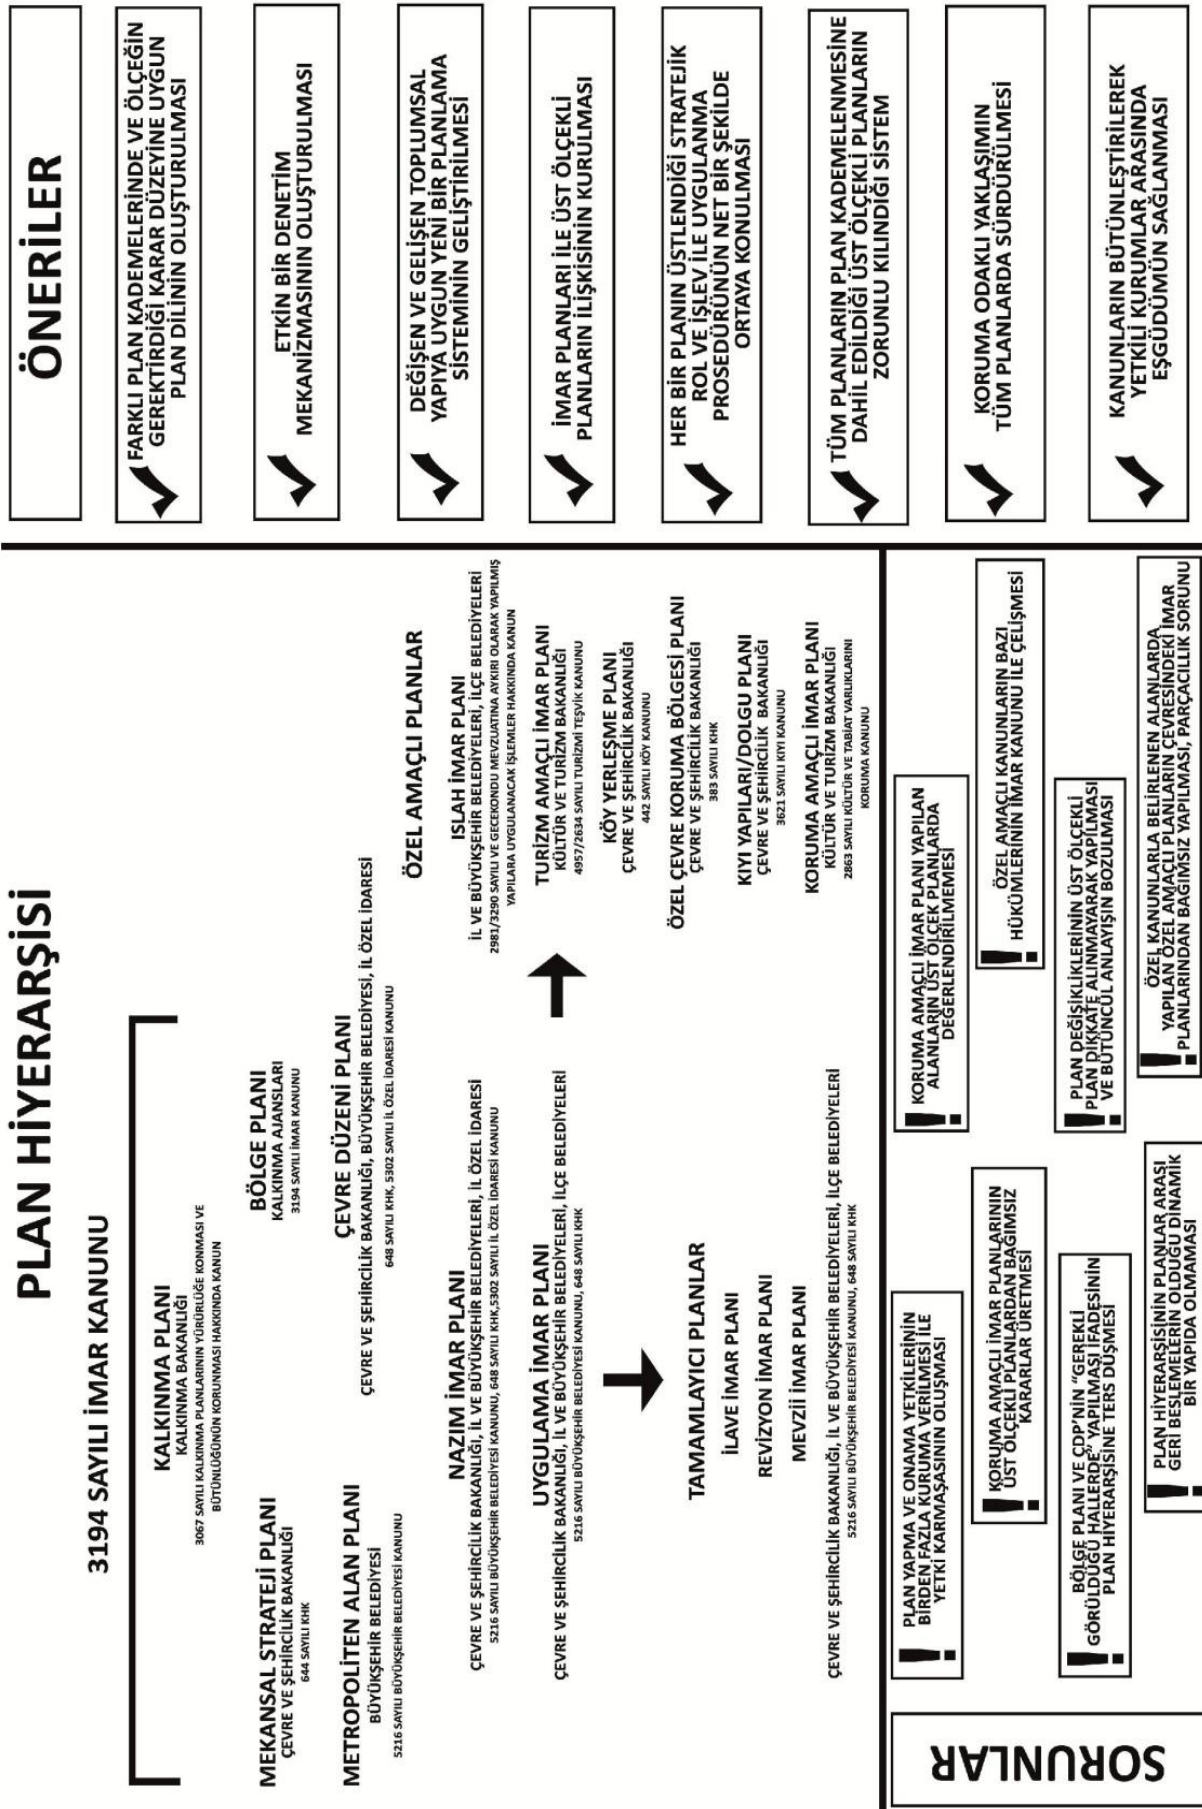 PLAN HİYERARŞİSİ
3194 SAYILI İMAR KANUNU
KALKINMA PLANI
KALKINMA BAKANLIĞI
3067 SAYILI KALKINMA PLANLARININ YÜRÜRLÜĞE KONMASI VE
BÜTÜNLÜĞÜNÜN KORUNMASI HAKKINDA KANUN
MEKANSAL STRATEJİ PLANI
ÇEVRE VE ŞEHİRCİLİK BAKANLIĞI
644 SAYILI KHK
BÖLGE PLANI
KALKINMA AJANSLARI
3194 SAYILI İMAR KANUNU
METROPOLİTEN ALAN PLANI
BÜYÜKŞEHİR BELEDİYESİ
5216 SAYILI BÜYÜKŞEHİR BELEDİYESİ KANUNU
ÇEVRE DÜZENİ PLANI
ÇEVRE VE ŞEHİRCİLİK BAKANLIĞI, BÜYÜKŞEHİR BELEDİYESİ, İL ÖZEL İDARESİ
648 SAYILI KHK, 5302 SAYILI İL ÖZEL İDARESİ KANUNU
NAZIM İMAR PLANI
ÇEVRE VE ŞEHİRCİLİK BAKANLIĞI, İL VE BÜYÜKŞEHİR BELEDİYELERİ, İL ÖZEL İDARESİ
5216 SAYILI BÜYÜKŞEHİR BELEDİYESİ KANUNU, 648 SAYILI KHK,5302 SAYILI İL ÖZEL İDARESİ KANUNU
UYGULAMA İMAR PLANI
ÇEVRE VE ŞEHİRCİLİK BAKANLIĞI, İL VE BÜYÜKŞEHİR BELEDİYELERİ, İLÇE BELEDİYELERİ
5216 SAYILI BÜYÜKŞEHİR BELEDİYESİ KANUNU, 648 SAYILI KHK
TAMAMLAYICI PLANLAR
İLAVE İMAR PLANI
REVİZYON İMAR PLANI
MEVZİİ İMAR PLANI
ÇEVRE VE ŞEHİRCİLİK BAKANLIĞI, İL VE BÜYÜKŞEHİR BELEDİYELERİ, İLÇE BELEDİYELERİ
5216 SAYILI BÜYÜKŞEHİR BELEDİYESİ KANUNU, 648 SAYILI KHK
ÖZEL AMAÇLI PLANLAR
ISLAH İMAR PLANI
İL VE BÜYÜKŞEHİR BELEDİYELERİ, İLÇE BELEDİYELERİ
2981/3290 SAYILI VE GECEKONDU MEVZUATINA AYKIRI OLARAK YAPILMIŞ
YAPILARA UYGULANACAK İŞLEMLER HAKKINDA KANUN
TURİZM AMAÇLI İMAR PLANI
KÜLTÜR VE TURİZM BAKANLIĞI
4957/2634 SAYILI TURİZMİ TEŞVİK KANUNU
KÖY YERLEŞME PLANI
ÇEVRE VE ŞEHİRCİLİK BAKANLIĞI
442 SAYILI KÖY KANUNU
ÖZEL ÇEVRE KORUMA BÖLGESİ PLANI
ÇEVRE VE ŞEHİRCİLİK BAKANLIĞI
383 SAYILI KHK
KIYI YAPILARI/DOLGU PLANI
ÇEVRE VE ŞEHİRCİLİK BAKANLIĞI
3621 SAYILI KIYI KANUNU
KORUMA AMAÇLI İMAR PLANI
KÜLTÜR VE TURİZM BAKANLIĞI
2863 SAYILI KÜLTÜR VE TABİAT VARLIKLARINI
KORUMA KANUNU
SORUNLAR
PLAN YAPMA VE ONAMA YETKİLERİNİN
BİRDEN FAZLA KURUMA VERİLMESİ İLE
YETKİ KARMAŞASININ OLUŞMASI
KORUMA AMAÇLI İMAR PLANLARININ
ÜST ÖLÇEKLİ PLANLARDAN BAĞIMSIZ
KARARLAR ÜRETMESİ
BÖLGE PLANI VE ÇDP'NİN "GEREKLİ
GÖRÜLDÜĞÜ HALLERDE" YAPILMASI İFADESİNİN
PLAN HİYERARŞİSİNE TERS DÜŞMESİ
PLAN HİYERARŞİSİNİN PLANLAR ARASI
GERİ BESLEMELERİN OLDUĞU DİNAMİK
BİR YAPIDA OLMAMASI
KORUMA AMAÇLI İMAR PLANI YAPILAN
ALANLARIN ÜST ÖLÇEK PLANLARDA
DEĞERLENDİRİLMEMESİ
ÖZEL AMAÇLI KANUNLARIN BAZI
HÜKÜMLERİNİN İMAR KANUNU İLE ÇELİŞMESİ
PLAN DEĞİŞİKLİKLERİNİN ÜST ÖLÇEKLİ
PLAN DİKKATE ALINMAYARAK YAPILMASI
VE BÜTÜNCÜL ANLAYIŞIN BOZULMASI
ÖZEL KANUNLARLA BELİRLENEN ALANLARDA
YAPILAN ÖZEL AMAÇLI PLANLARIN ÇEVRESİNDEKİ İMAR
PLANLARINDAN BAĞIMSIZ YAPILMASI, PARÇACILLIK SORUNU
ÖNERİLER
FARKLI PLAN KADEMELERİNDE VE ÖLÇEĞİN
GEREKTİRDİĞİ KARAR DÜZEYİNE UYGUN
PLAN DİLİNİN OLUŞTURULMASI
ETKİN BİR DENETİM
MEKANİZMASININ OLUŞTURULMASI
DEĞİŞEN VE GELİŞEN TOPLUMSAL
YAPIYA UYGUN YENİ BİR PLANLAMA
SİSTEMİNİN GELİŞTİRİLMESİ
İMAR PLANLARI İLE ÜST ÖLÇEKLİ
PLANLARIN İLİŞKİSİNİN KURULMASI
HER BİR PLANIN ÜSTLENDİĞİ STRATEJİK
ROL VE İŞLEV İLE UYGULANMA
PROSEDÜRÜNÜN NET BİR ŞEKİLDE
ORTAYA KONULMASI
TÜM PLANLARIN PLAN KADEMELENMESİNE
DAHİL EDİLDİĞİ ÜST ÖLÇEKLİ PLANLARIN
ZORUNLU KILINDIĞI SİSTEM
KORUMA ODAKLI YAKLAŞIMIN
TÜM PLANLARDA SÜRDÜRÜLMESİ
KANUNLARIN BÜTÜNLEŞTİRİLEREK
YETKİLİ KURUMLAR ARASINDA
EŞGÜDÜMÜN SAĞLANMASI